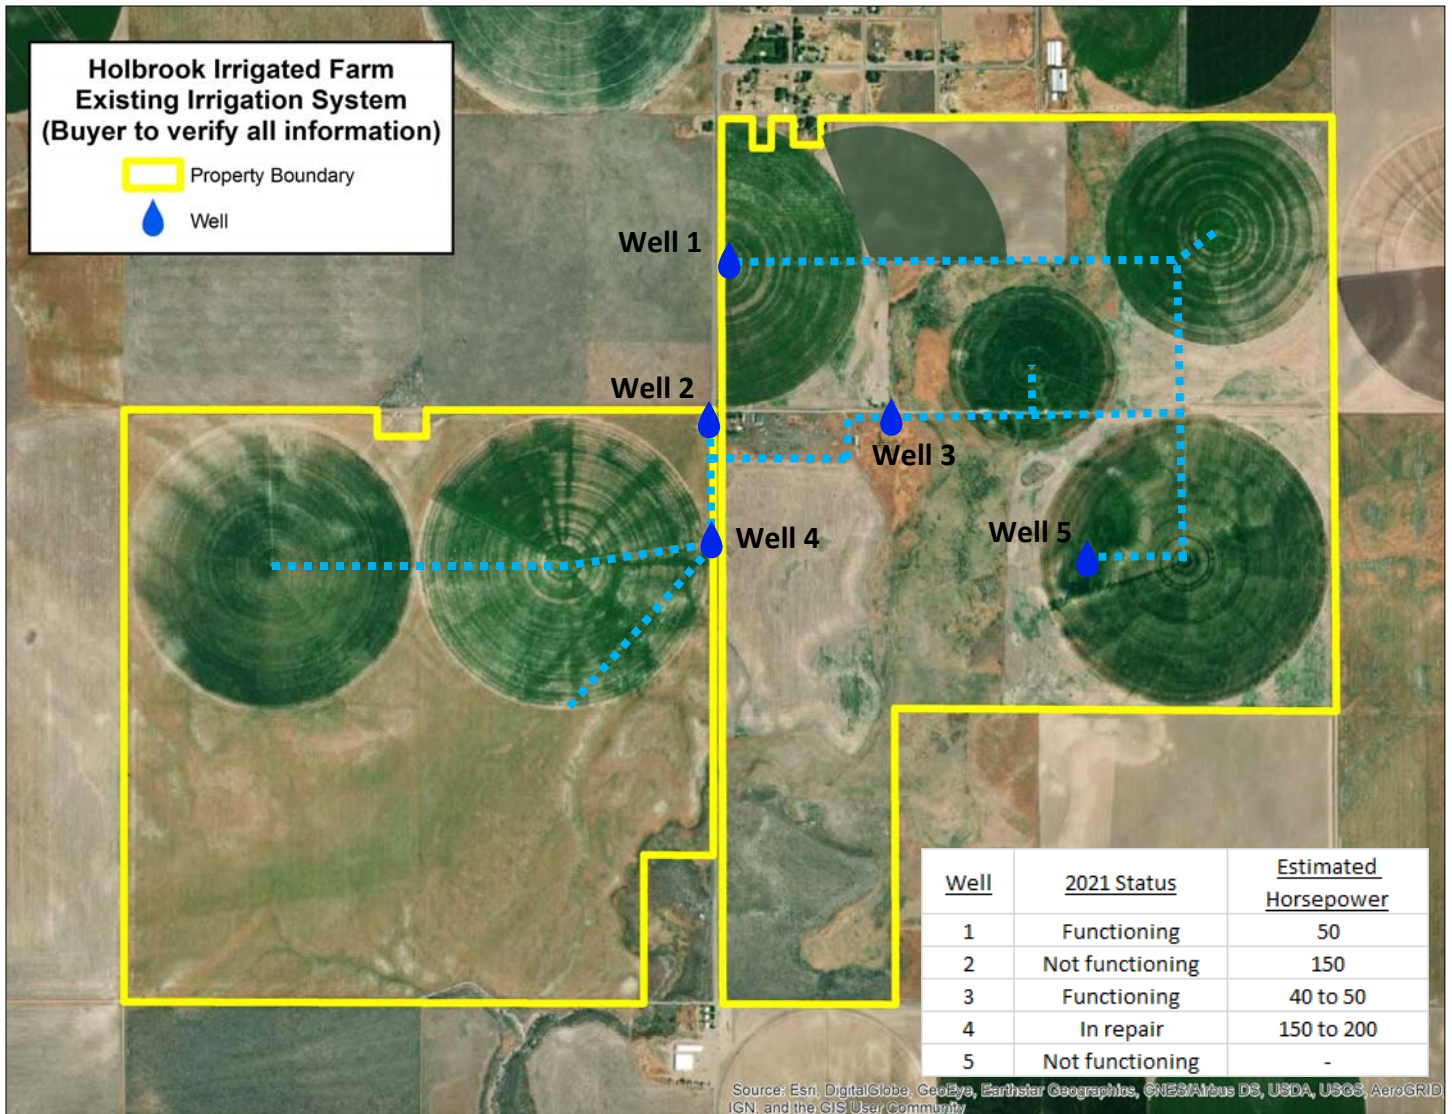 Holbrook Irrigated Farm
Existing Irrigation System
(Buyer to verify all information)
Property Boundary
Well
Well 1
Well 2
Well 3
Well 4
Well 5
Well 2021 Status Estimated Horsepower
1 Functioning 50
2 Not functioning 150
3 Functioning 40 to 50
4 In repair 150 to 200
5 Not functioning -
Source: Esri, DigitalGlobe, GeoEye, Earthstar Geographics, CNES/Airbus DS, USDA, USGS, AeroGRID,
IGN, and the GIS User Community